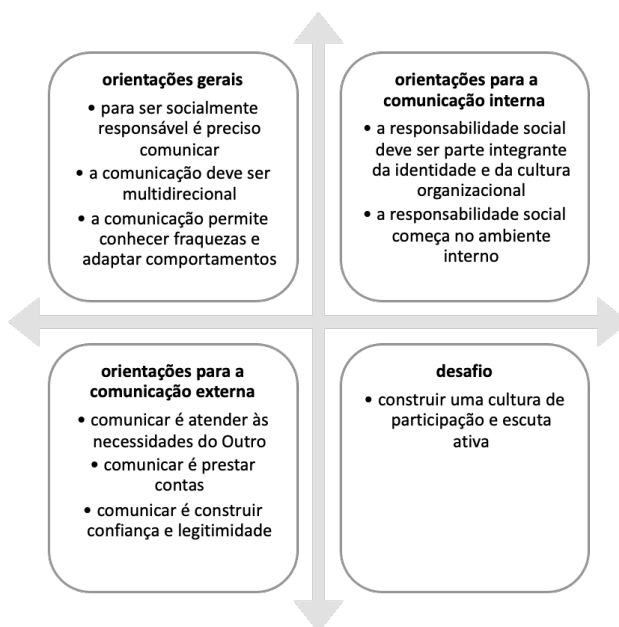 orientações gerais
• para ser socialmente
responsável é preciso
comunicar
• a comunicação deve ser
multidirecional
• a comunicação permite
conhecer fraquezas e
adaptar comportamentos
orientações para a
comunicação interna
• a responsabilidade social
deve ser parte integrante
da identidade e da cultura
organizacional
• a responsabilidade social
começa no ambiente
interno
orientações para a
comunicação externa
• comunicar é atender às
necessidades do Outro
• comunicar é prestar
contas
• comunicar é construir
confiança e legitimidade
desafio
• construir uma cultura de
participação e escuta
ativa